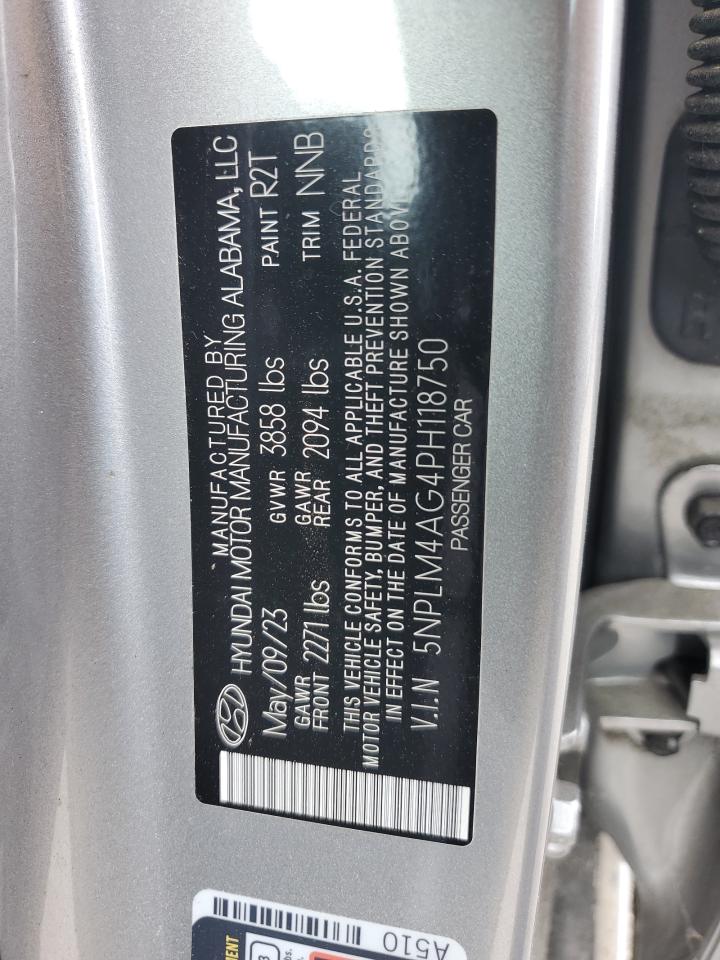 MANUFACTURED BY
HYUNDAI MOTOR MANUFACTURING ALABAMA, LLC
May/09/23 GVWR 3858 lbs PAINT R2T
GAWR FRONT 2271 lbs GAWR REAR 2094 lbs TRIM NNB
THIS VEHICLE CONFORMS TO ALL APPLICABLE U.S.A. FEDERAL
MOTOR VEHICLE SAFETY, BUMPER, AND THEFT PREVENTION STANDARDS
IN EFFECT ON THE DATE OF MANUFACTURE SHOWN ABOVE
V.I.N 5NPLM4AG4PH118750
PASSENGER CAR
A510